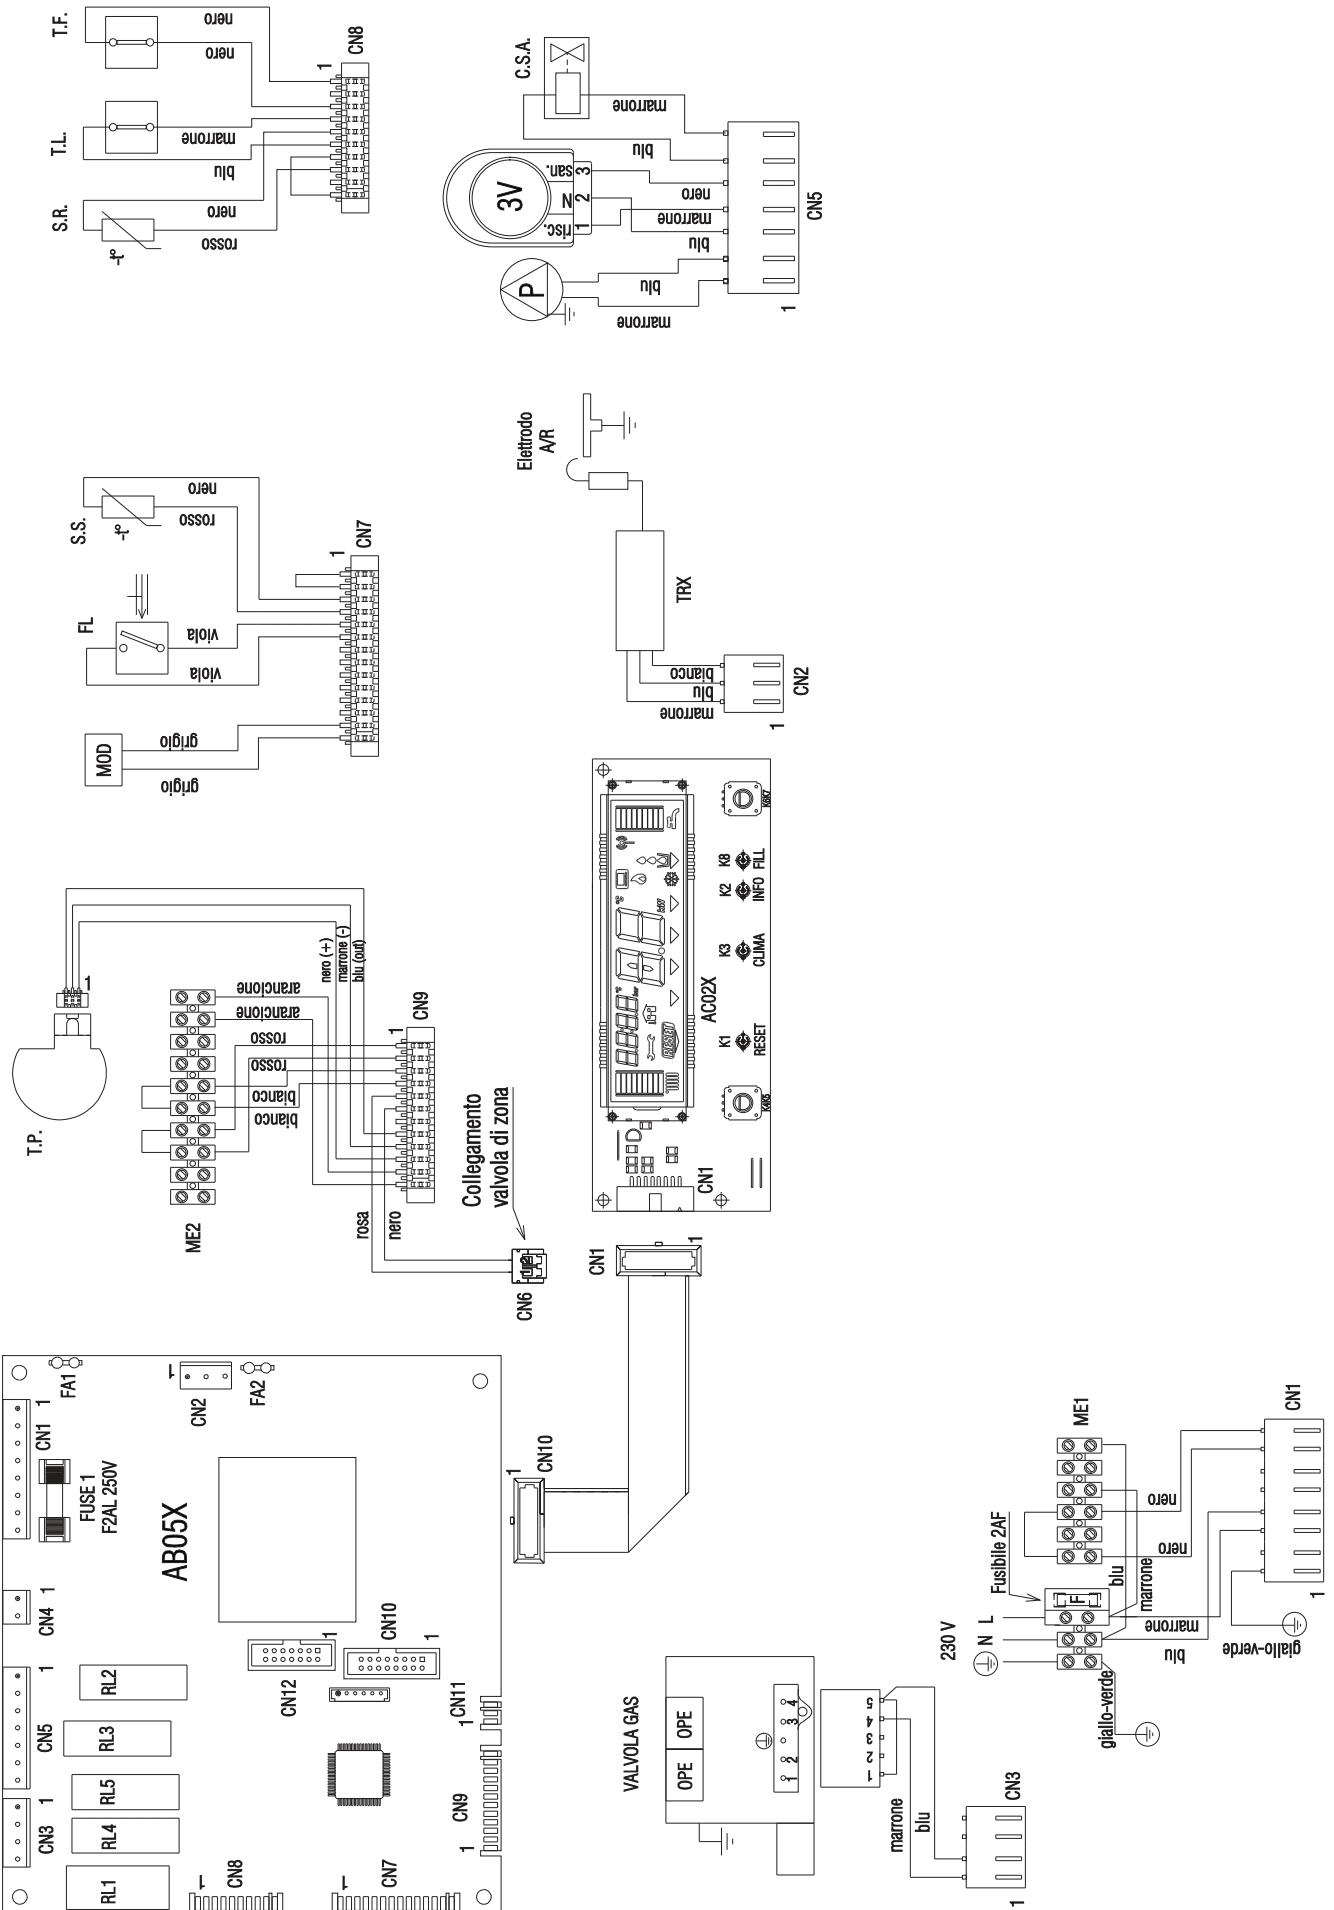 T.F.
nero
nero
CN8
1
T.L.
marrone
blu
S.R.
nero
rosso
-t°
C.S.A.
marrone
blu
3V
san.
N
risc.
3
2
1
nero
marrone
blu
P
blu
marrone
CN5
1
S.S.
nero
rosso
-t°
FL
viola
viola
CN7
1
MOD
grigio
grigio
Elettrodo
A/R
TRX
bianco
blu
marrone
CN2
1
T.P.
1
nero (+)
marrone (-)
blu (out)
arancione
arancione
rosso
rosso
bianco
bianco
ME2
CN9
1
rosa
nero
Collegamento
valvola di zona
CN6
1 2
AC02X
RESET
K6K7
K8
FILL
K2
INFO
K3
CLIMA
K1
RESET
K4K5
CN1
CN1
1
FA1
CN1
1
FUSE 1
F2AL 250V
CN2
1
FA2
AB05X
CN10
1
CN4
1
CN5
1
CN3
1
RL2
RL3
RL5
RL4
RL1
1
CN10
1
CN12
CN11
1
CN9
1
CN8
1
CN7
1
VALVOLA GAS
OPE
OPE
1 2 3 4
1 2 3 4 5
marrone
blu
CN3
1
ME1
Fusibile 2AF
F
230 V
L
N
nero
nero
blu
marrone
marrone
blu
giallo-verde
giallo-verde
CN1
1